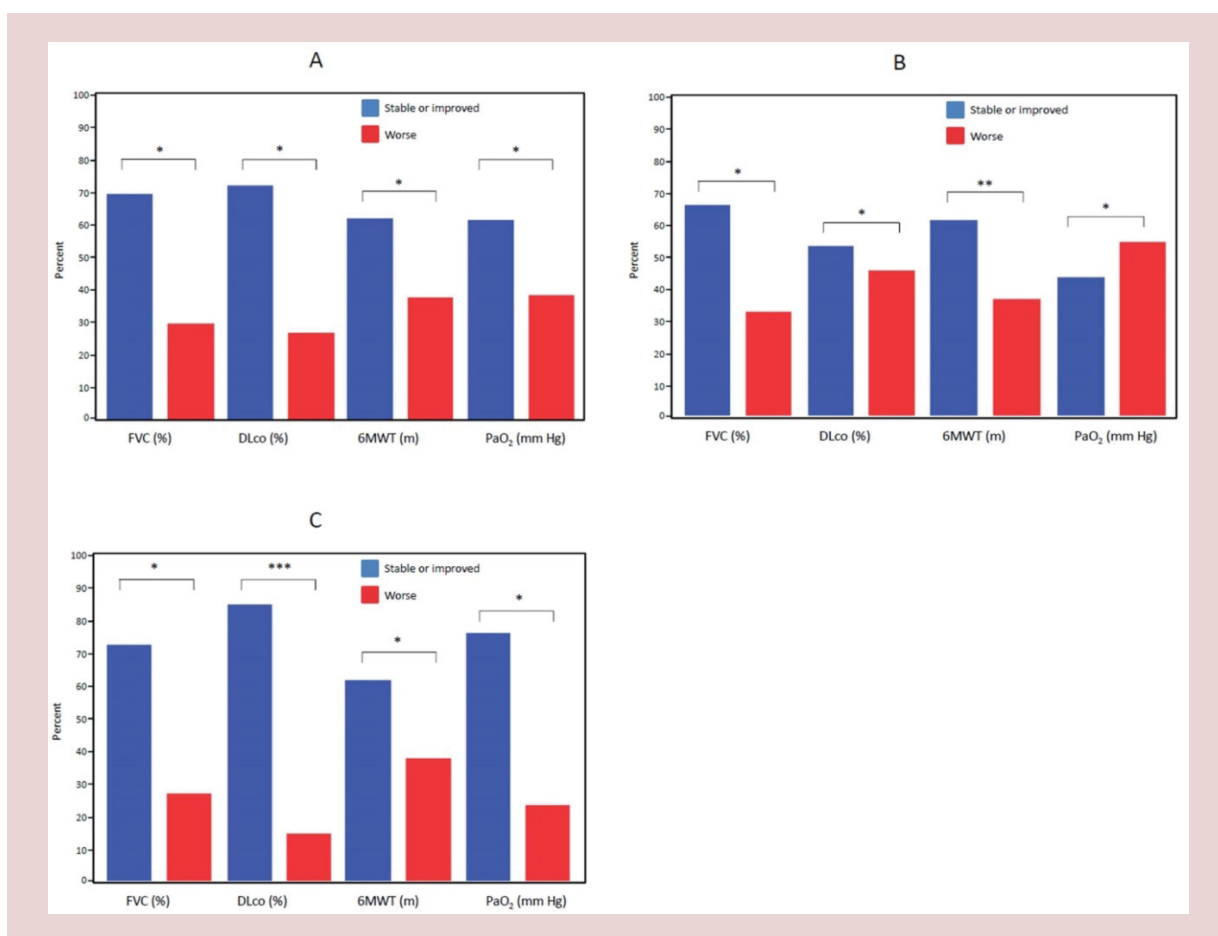 A
100
90
80
70
60
50
40
30
20
10
0
Percent
Stable or improved
Worse
*
*
*
*
FVC (%)
DLco (%)
6MWT (m)
PaO₂ (mm Hg)
B
100
90
80
70
60
50
40
30
20
10
0
Percent
Stable or improved
Worse
*
*
**
*
FVC (%)
DLco (%)
6MWT (m)
PaO₂ (mm Hg)
C
100
90
80
70
60
50
40
30
20
10
0
Percent
Stable or improved
Worse
*
***
*
*
FVC (%)
DLco (%)
6MWT (m)
PaO₂ (mm Hg)